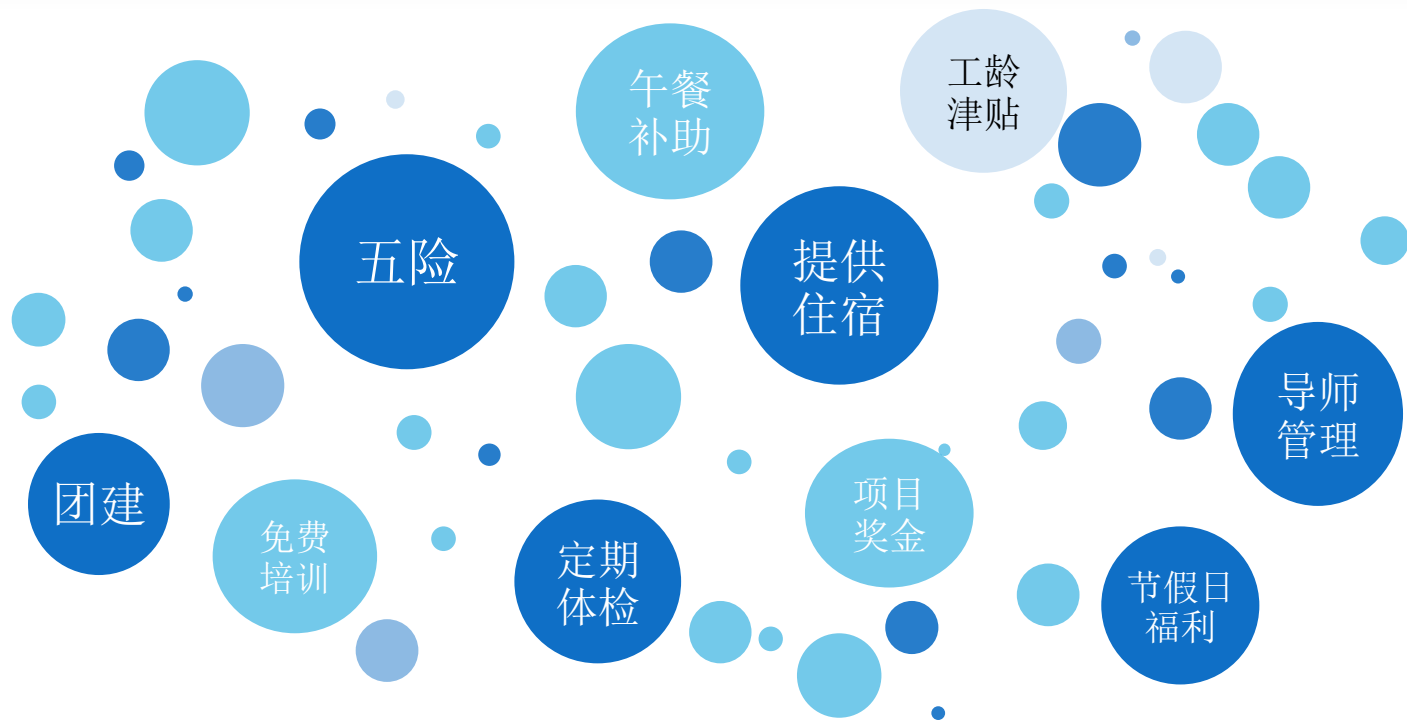 午餐
补助
工龄
津贴
五险
提供
住宿
导师
管理
团建
免费
培训
定期
体检
项目
奖金
节假日
福利